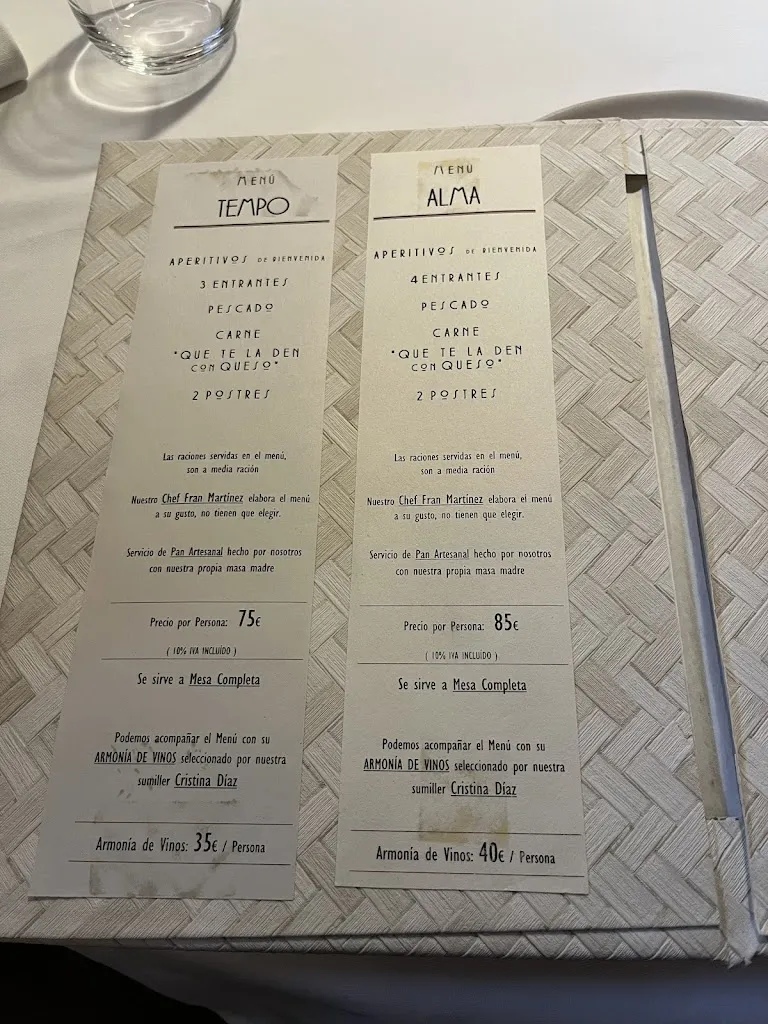 MENÚ
TEMPO
APERITIVOS DE BIENVENIDA
3 ENTRANTES
PESCADO
CARNE
"QUE TE LA DEN
CON QUESO"
2 POSTRES
Las raciones servidas en el menú,
son a media ración
Nuestro Chef Fran Martínez elabora el menú
a su gusto, no tienen que elegir.
Servicio de Pan Artesanal hecho por nosotros
con nuestra propia masa madre
Precio por Persona: 75€
( 10% IVA INCLUÍDO )
Se sirve a Mesa Completa
Podemos acompañar el Menú con su
ARMONÍA DE VINOS seleccionado por nuestra
sumiller Cristina Díaz
Armonía de Vinos: 35€ / Persona
MENÚ
ALMA
APERITIVOS DE BIENVENIDA
4 ENTRANTES
PESCADO
CARNE
"QUE TE LA DEN
CON QUESO"
2 POSTRES
Las raciones servidas en el menú,
son a media ración
Nuestro Chef Fran Martínez elabora el menú
a su gusto, no tienen que elegir.
Servicio de Pan Artesanal hecho por nosotros
con nuestra propia masa madre
Precio por Persona: 85€
( 10% IVA INCLUÍDO )
Se sirve a Mesa Completa
Podemos acompañar el Menú con su
ARMONÍA DE VINOS seleccionado por nuestra
sumiller Cristina Díaz
Armonía de Vinos: 40€ / Persona